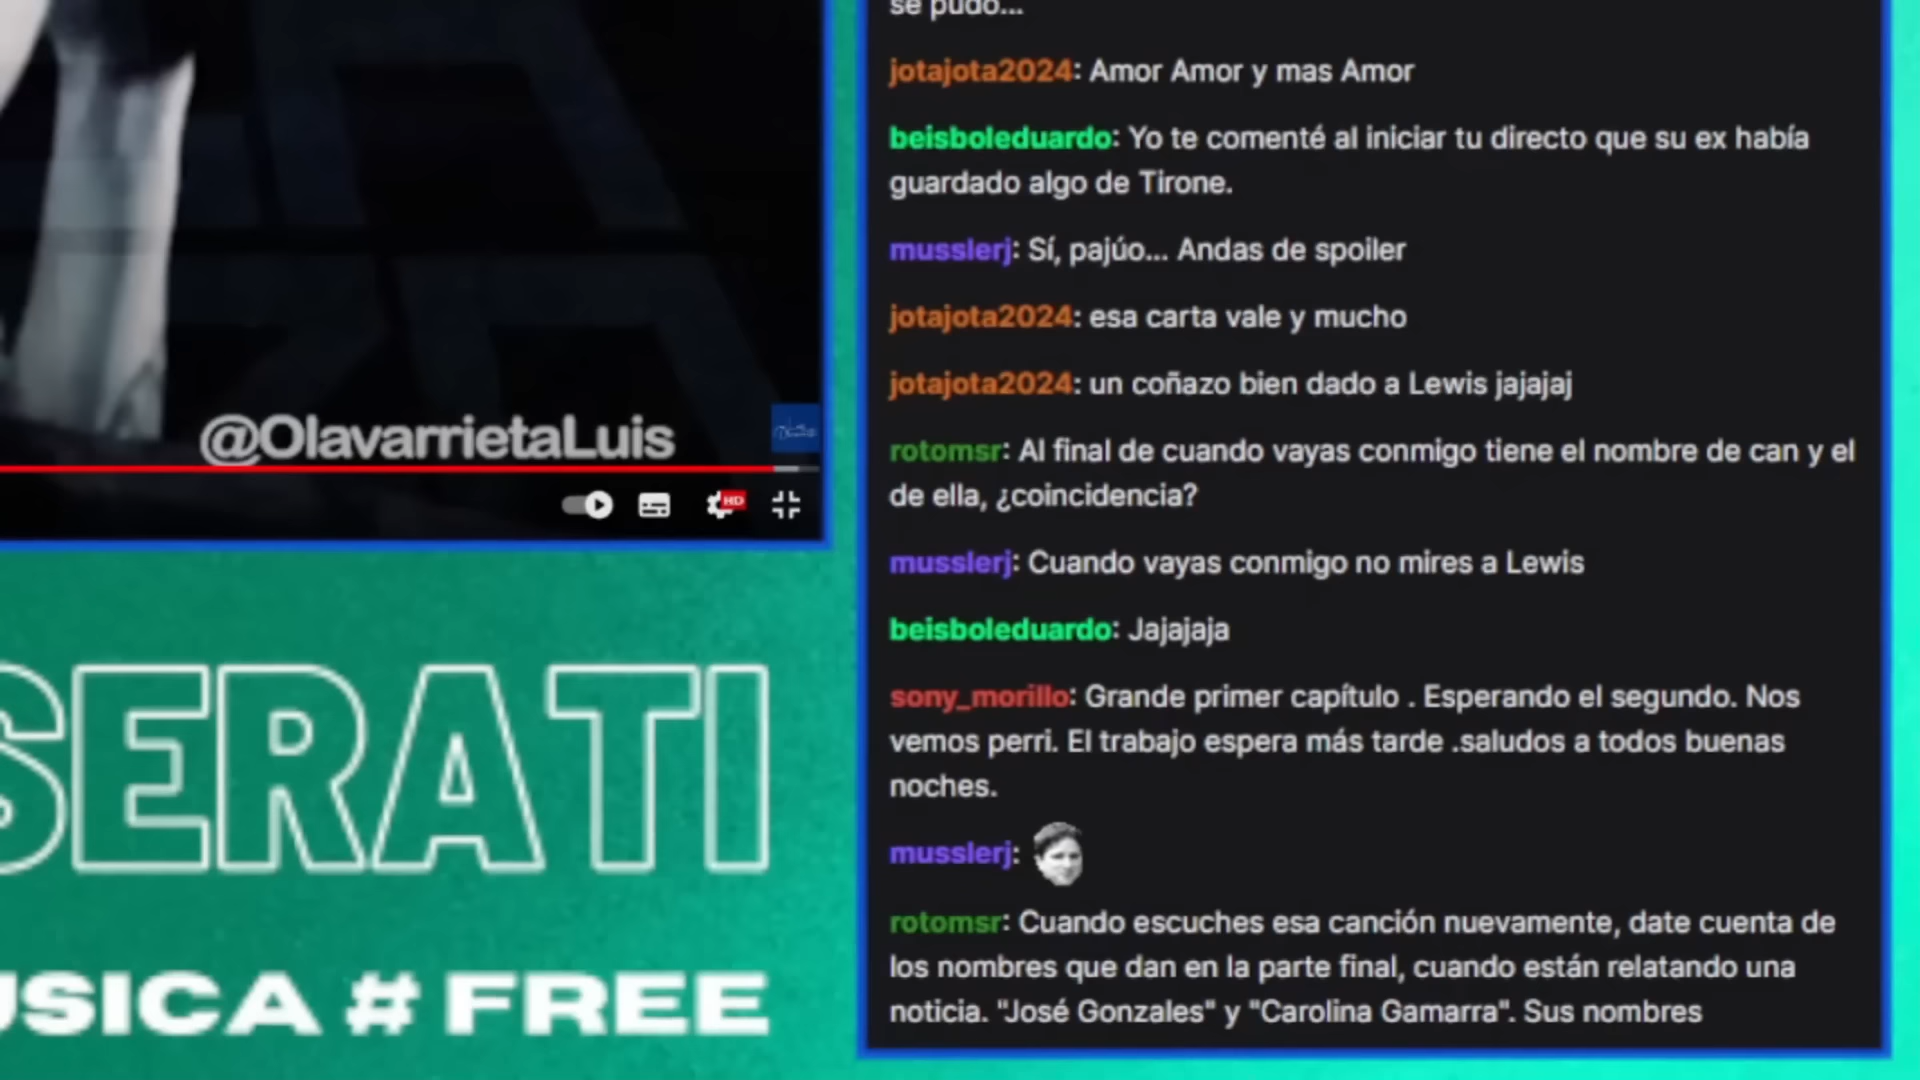 se pudo...
jotajota2024: Amor Amor y mas Amor
beisboleduardo: Yo te comenté al iniciar tu directo que su ex había
guardado algo de Tirone.
musslerj: Sí, pajúo... Andas de spoiler
jotajota2024: esa carta vale y mucho
jotajota2024: un coñazo bien dado a Lewis jajajaj
rotomsr: Al final de cuando vayas conmigo tiene el nombre de can y el
de ella, ¿coincidencia?
musslerj: Cuando vayas conmigo no mires a Lewis
beisboleduardo: Jajajaja
sony_morillo: Grande primer capítulo . Esperando el segundo. Nos
vemos perri. El trabajo espera más tarde .saludos a todos buenas
noches.
musslerj:
rotomsr: Cuando escuches esa canción nuevamente, date cuenta de
los nombres que dan en la parte final, cuando están relatando una
noticia. "José Gonzales" y "Carolina Gamarra". Sus nombres
@OlavarrietaLuis
HD
SERATI
USICA # FREE